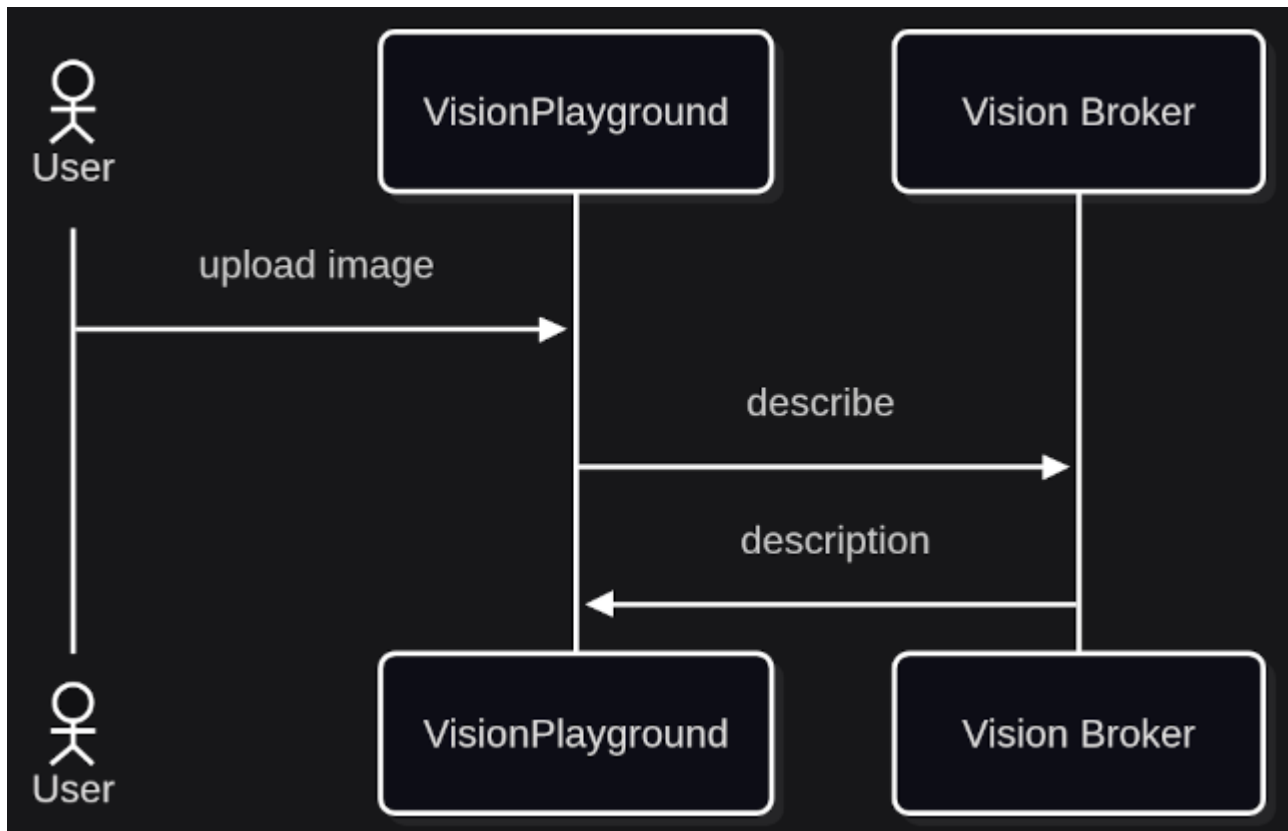 VisionPlayground
Vision Broker
User
upload image
describe
description
VisionPlayground
Vision Broker
User